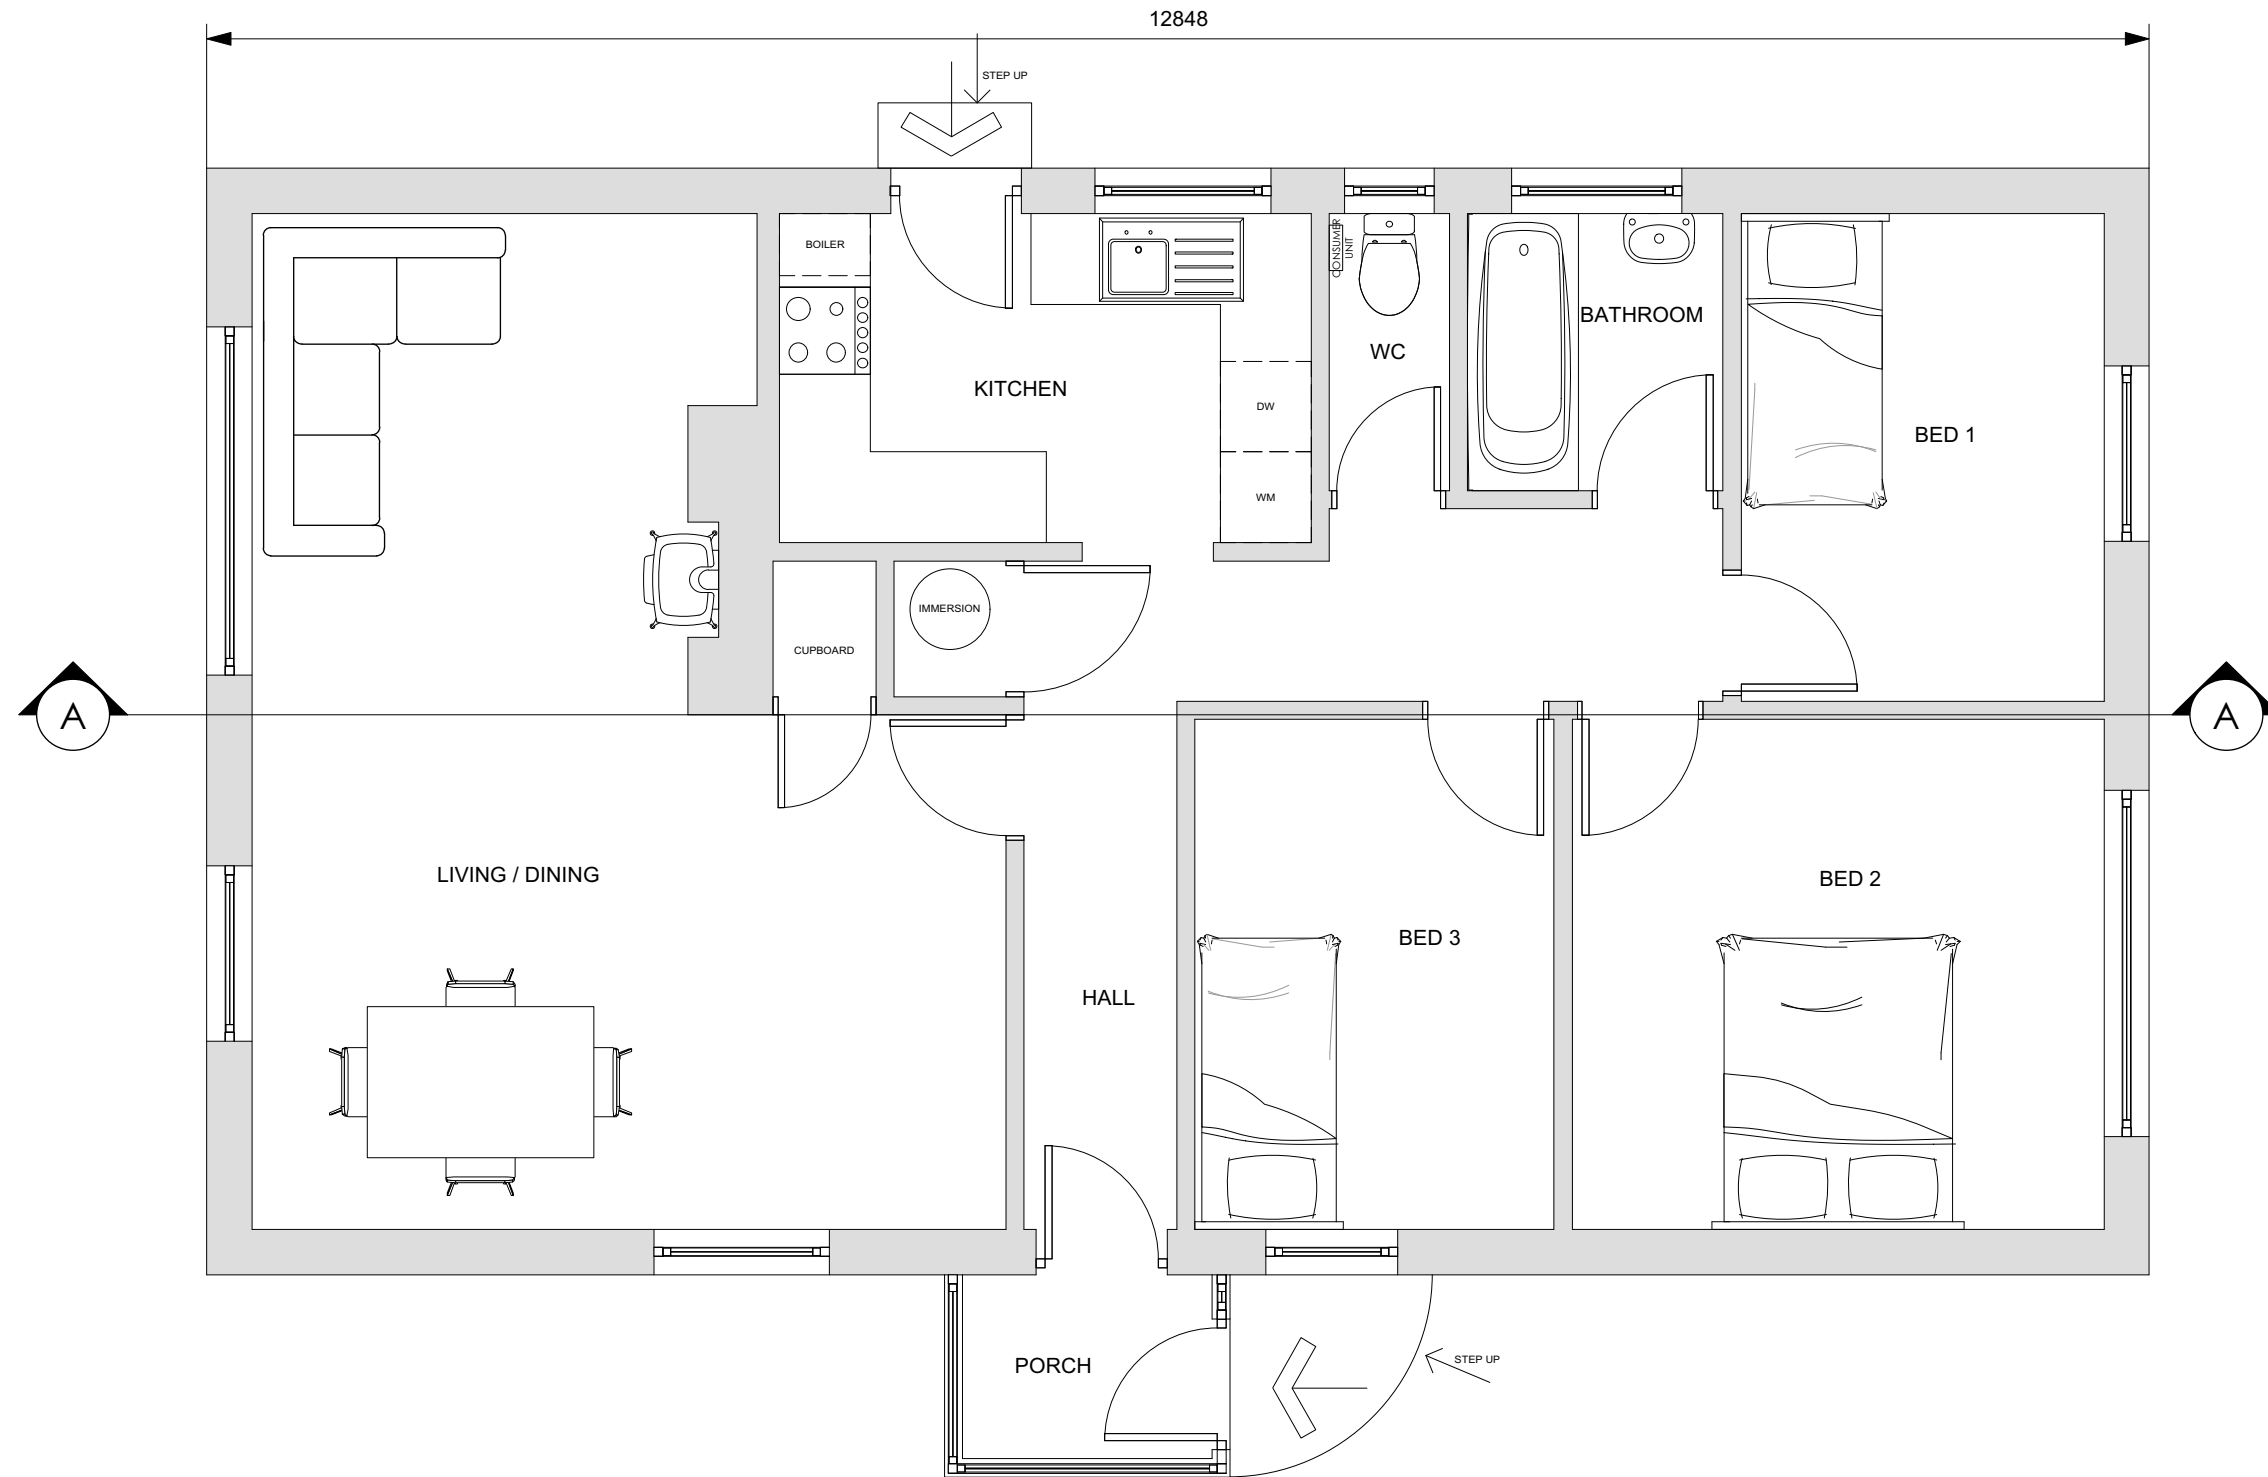 12848
STEP UP
BOILER
CONSUMER
UNIT
BATHROOM
WC
KITCHEN
DW
BED 1
WM
IMMERSION
CUPBOARD
A
A
LIVING / DINING
BED 2
BED 3
HALL
PORCH
STEP UP